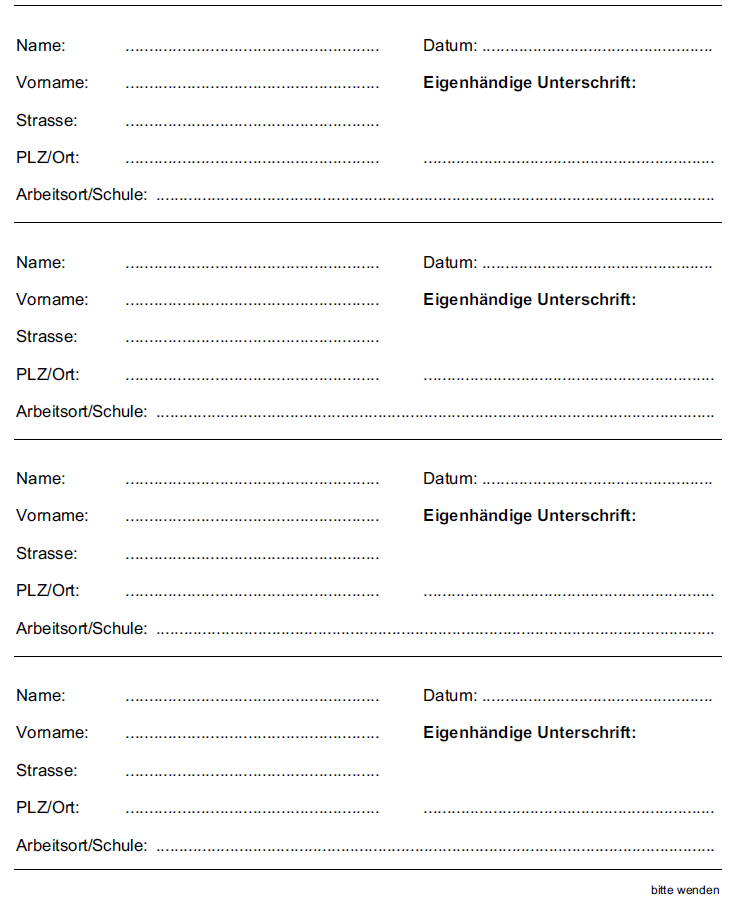 Name: ...................................................... Datum: .................................................
Vorname: ...................................................... Eigenhändige Unterschrift:
Strasse: ......................................................
PLZ/Ort: ...................................................... ..............................................................
Arbeitsort/Schule: ........................................................................................................................
Name: ...................................................... Datum: .................................................
Vorname: ...................................................... Eigenhändige Unterschrift:
Strasse: ......................................................
PLZ/Ort: ...................................................... ..............................................................
Arbeitsort/Schule: ........................................................................................................................
Name: ...................................................... Datum: .................................................
Vorname: ...................................................... Eigenhändige Unterschrift:
Strasse: ......................................................
PLZ/Ort: ...................................................... ..............................................................
Arbeitsort/Schule: ........................................................................................................................
Name: ...................................................... Datum: .................................................
Vorname: ...................................................... Eigenhändige Unterschrift:
Strasse: ......................................................
PLZ/Ort: ...................................................... ..............................................................
Arbeitsort/Schule: ........................................................................................................................
bitte wenden